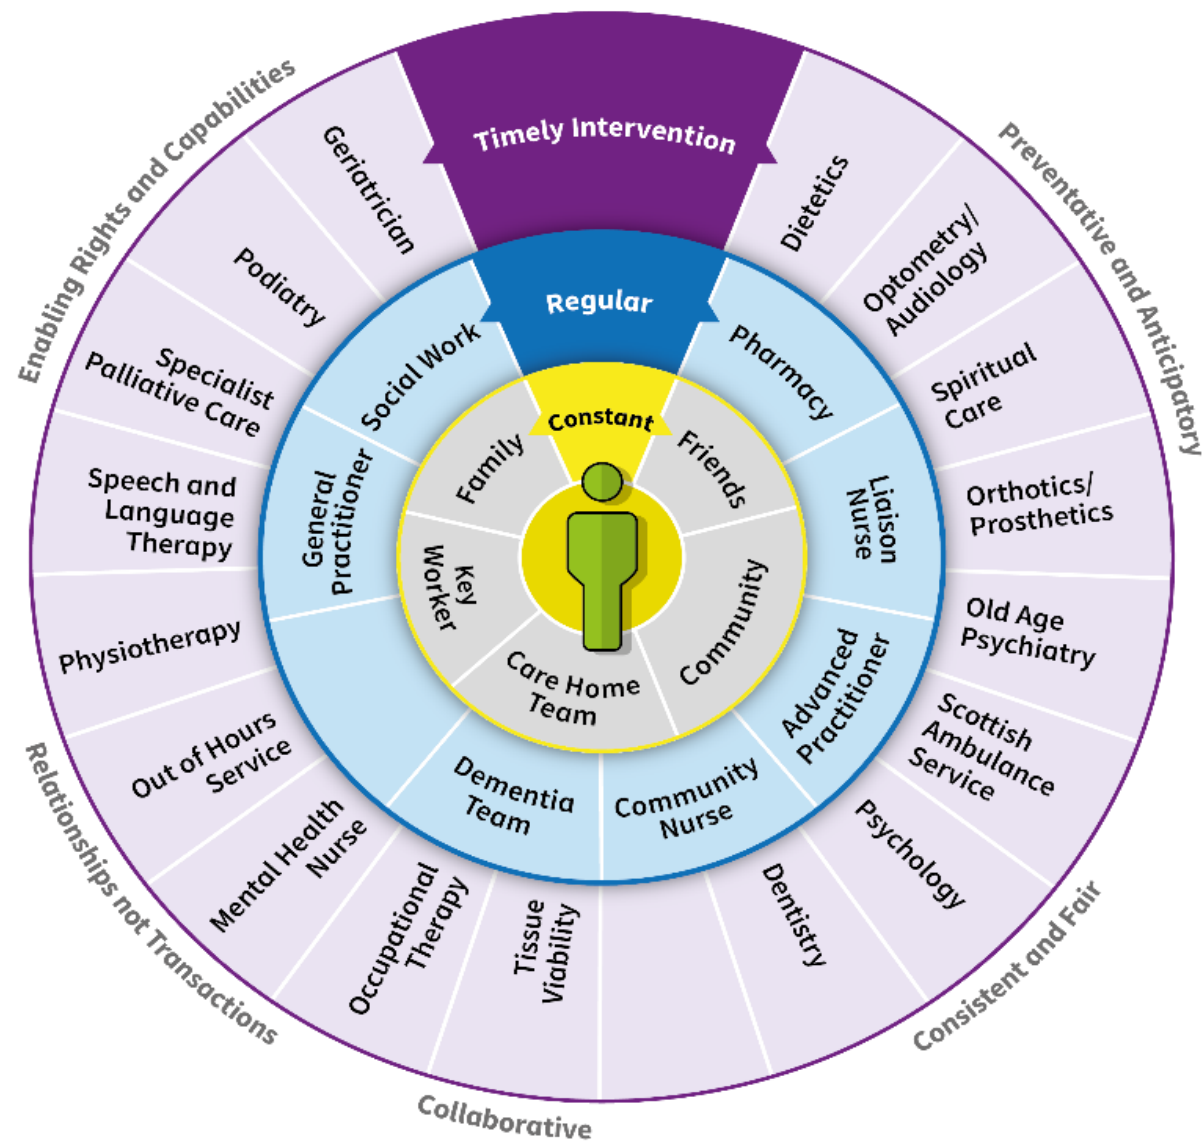 Timely Intervention
Dietetics
Optometry/
Audiology
Spiritual
Care
Orthotics/
Prosthetics
Old Age
Psychiatry
Scottish
Ambulance
Service
Psychology
Dentistry
Tissue
Viability
Occupational
Therapy
Mental Health
Nurse
Out of Hours
Service
Physiotherapy
Speech and
Language
Therapy
Specialist
Palliative Care
Podiatry
Geriatrician
Regular
Pharmacy
Liaison
Nurse
Advanced
Practitioner
Community
Nurse
Dementia
Team
General
Practitioner
Social Work
Constant
Friends
Community
Care Home
Team
Key
Worker
Family
Preventative and Anticipatory
Consistent and Fair
Collaborative
Relationships not Transactions
Enabling Rights and Capabilities